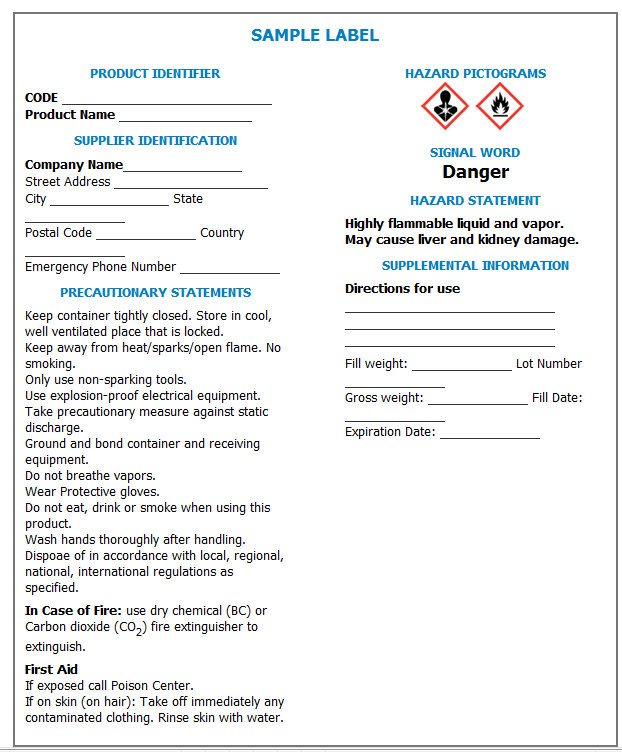 SAMPLE LABEL
PRODUCT IDENTIFIER
CODE ____________________________
Product Name __________________
SUPPLIER IDENTIFICATION
Company Name________________
Street Address _____________________
City ________________ State
_____________
Postal Code _____________ Country
_____________
Emergency Phone Number _____________
PRECAUTIONARY STATEMENTS
Keep container tightly closed. Store in cool,
well ventilated place that is locked.
Keep away from heat/sparks/open flame. No
smoking.
Only use non-sparking tools.
Use explosion-proof electrical equipment.
Take precautionary measure against static
discharge.
Ground and bond container and receiving
equipment.
Do not breathe vapors.
Wear Protective gloves.
Do not eat, drink or smoke when using this
product.
Wash hands thoroughly after handling.
Dispoae of in accordance with local, regional,
national, international regulations as
specified.
In Case of Fire: use dry chemical (BC) or
Carbon dioxide (CO2) fire extinguisher to
extinguish.
First Aid
If exposed call Poison Center.
If on skin (on hair): Take off immediately any
contaminated clothing. Rinse skin with water.
HAZARD PICTOGRAMS
SIGNAL WORD
Danger
HAZARD STATEMENT
Highly flammable liquid and vapor.
May cause liver and kidney damage.
SUPPLEMENTAL INFORMATION
Directions for use
____________________________
____________________________
____________________________
Fill weight: _____________ Lot Number
_____________
Gross weight: _____________ Fill Date:
_____________
Expiration Date: _____________